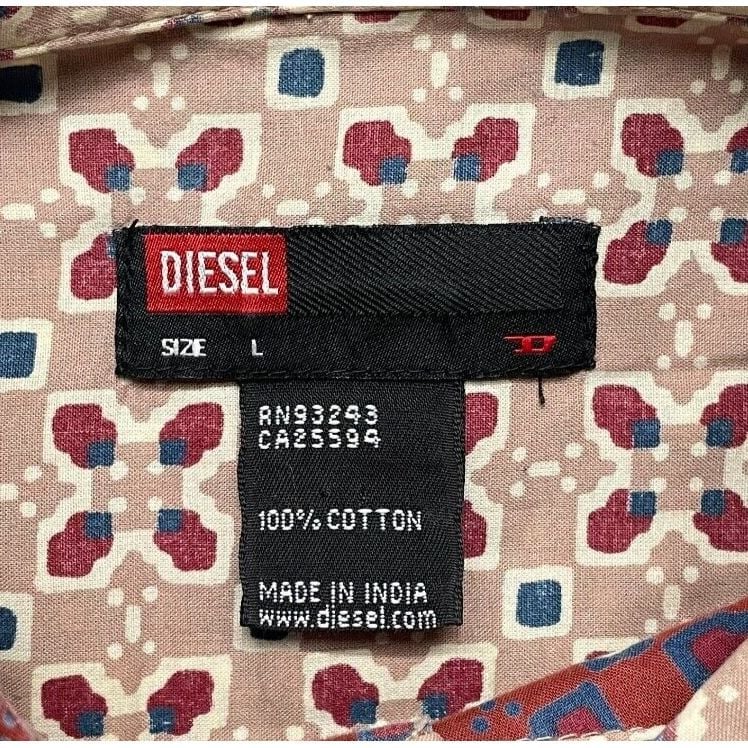 DIESEL
SIZE L
RN93243
CA25594
100% COTTON
MADE IN INDIA
www.diesel.com